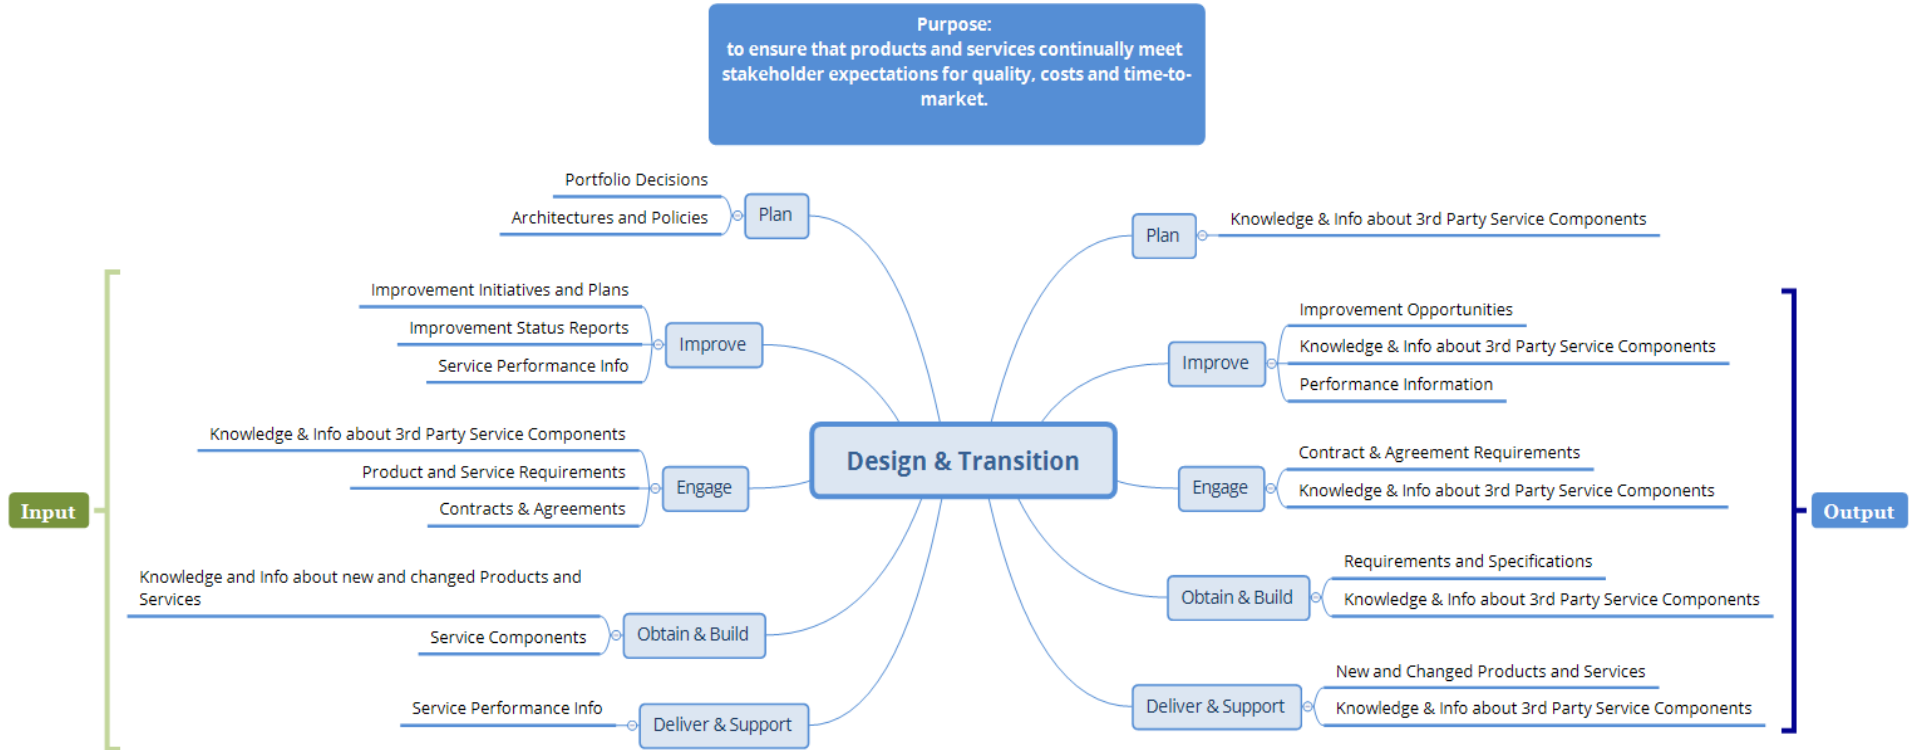 Purpose:
to ensure that products and services continually meet
stakeholder expectations for quality, costs and time-to-
market.
Portfolio Decisions
Architectures and Policies
Plan
Improvement Initiatives and Plans
Improvement Status Reports
Service Performance Info
Improve
Knowledge & Info about 3rd Party Service Components
Product and Service Requirements
Contracts & Agreements
Engage
Input
Knowledge and Info about new and changed Products and
Services
Service Components
Obtain & Build
Service Performance Info
Deliver & Support
Design & Transition
Plan
Knowledge & Info about 3rd Party Service Components
Improve
Improvement Opportunities
Knowledge & Info about 3rd Party Service Components
Performance Information
Engage
Contract & Agreement Requirements
Knowledge & Info about 3rd Party Service Components
Obtain & Build
Requirements and Specifications
Knowledge & Info about 3rd Party Service Components
Deliver & Support
New and Changed Products and Services
Knowledge & Info about 3rd Party Service Components
Output